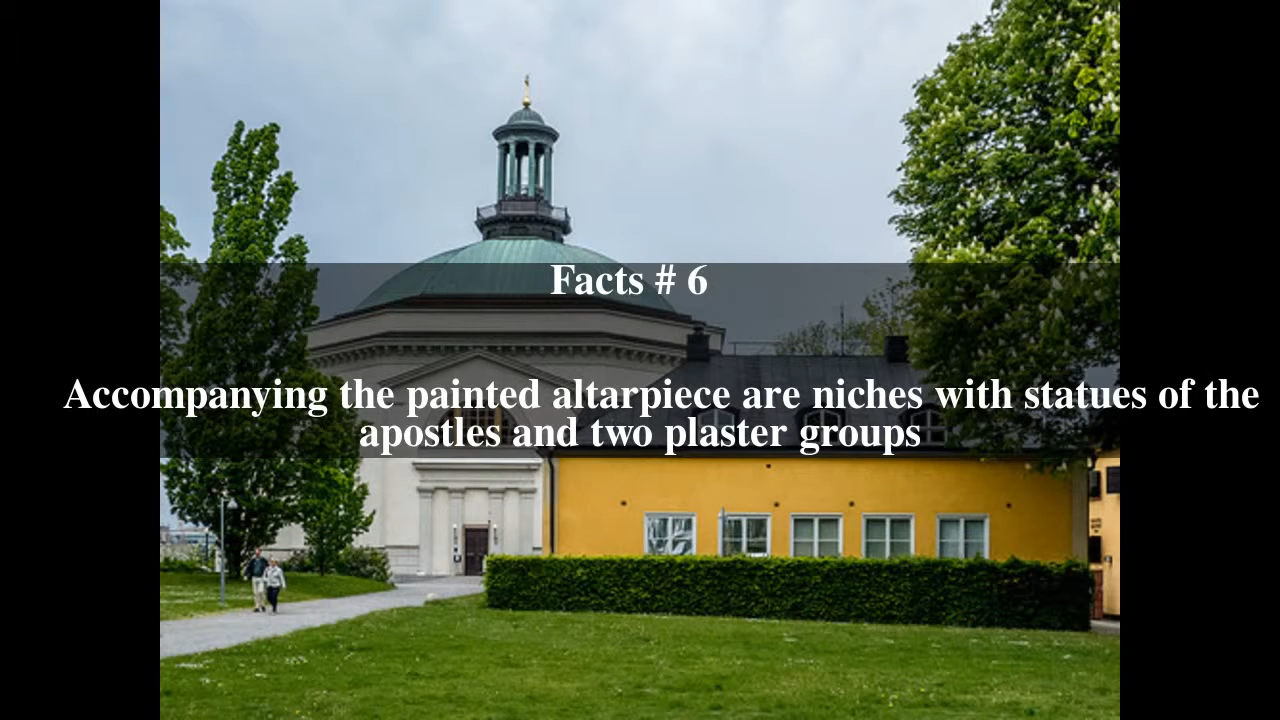 Facts # 6
Accompanying the painted altarpiece are niches with statues of the
apostles and two plaster groups